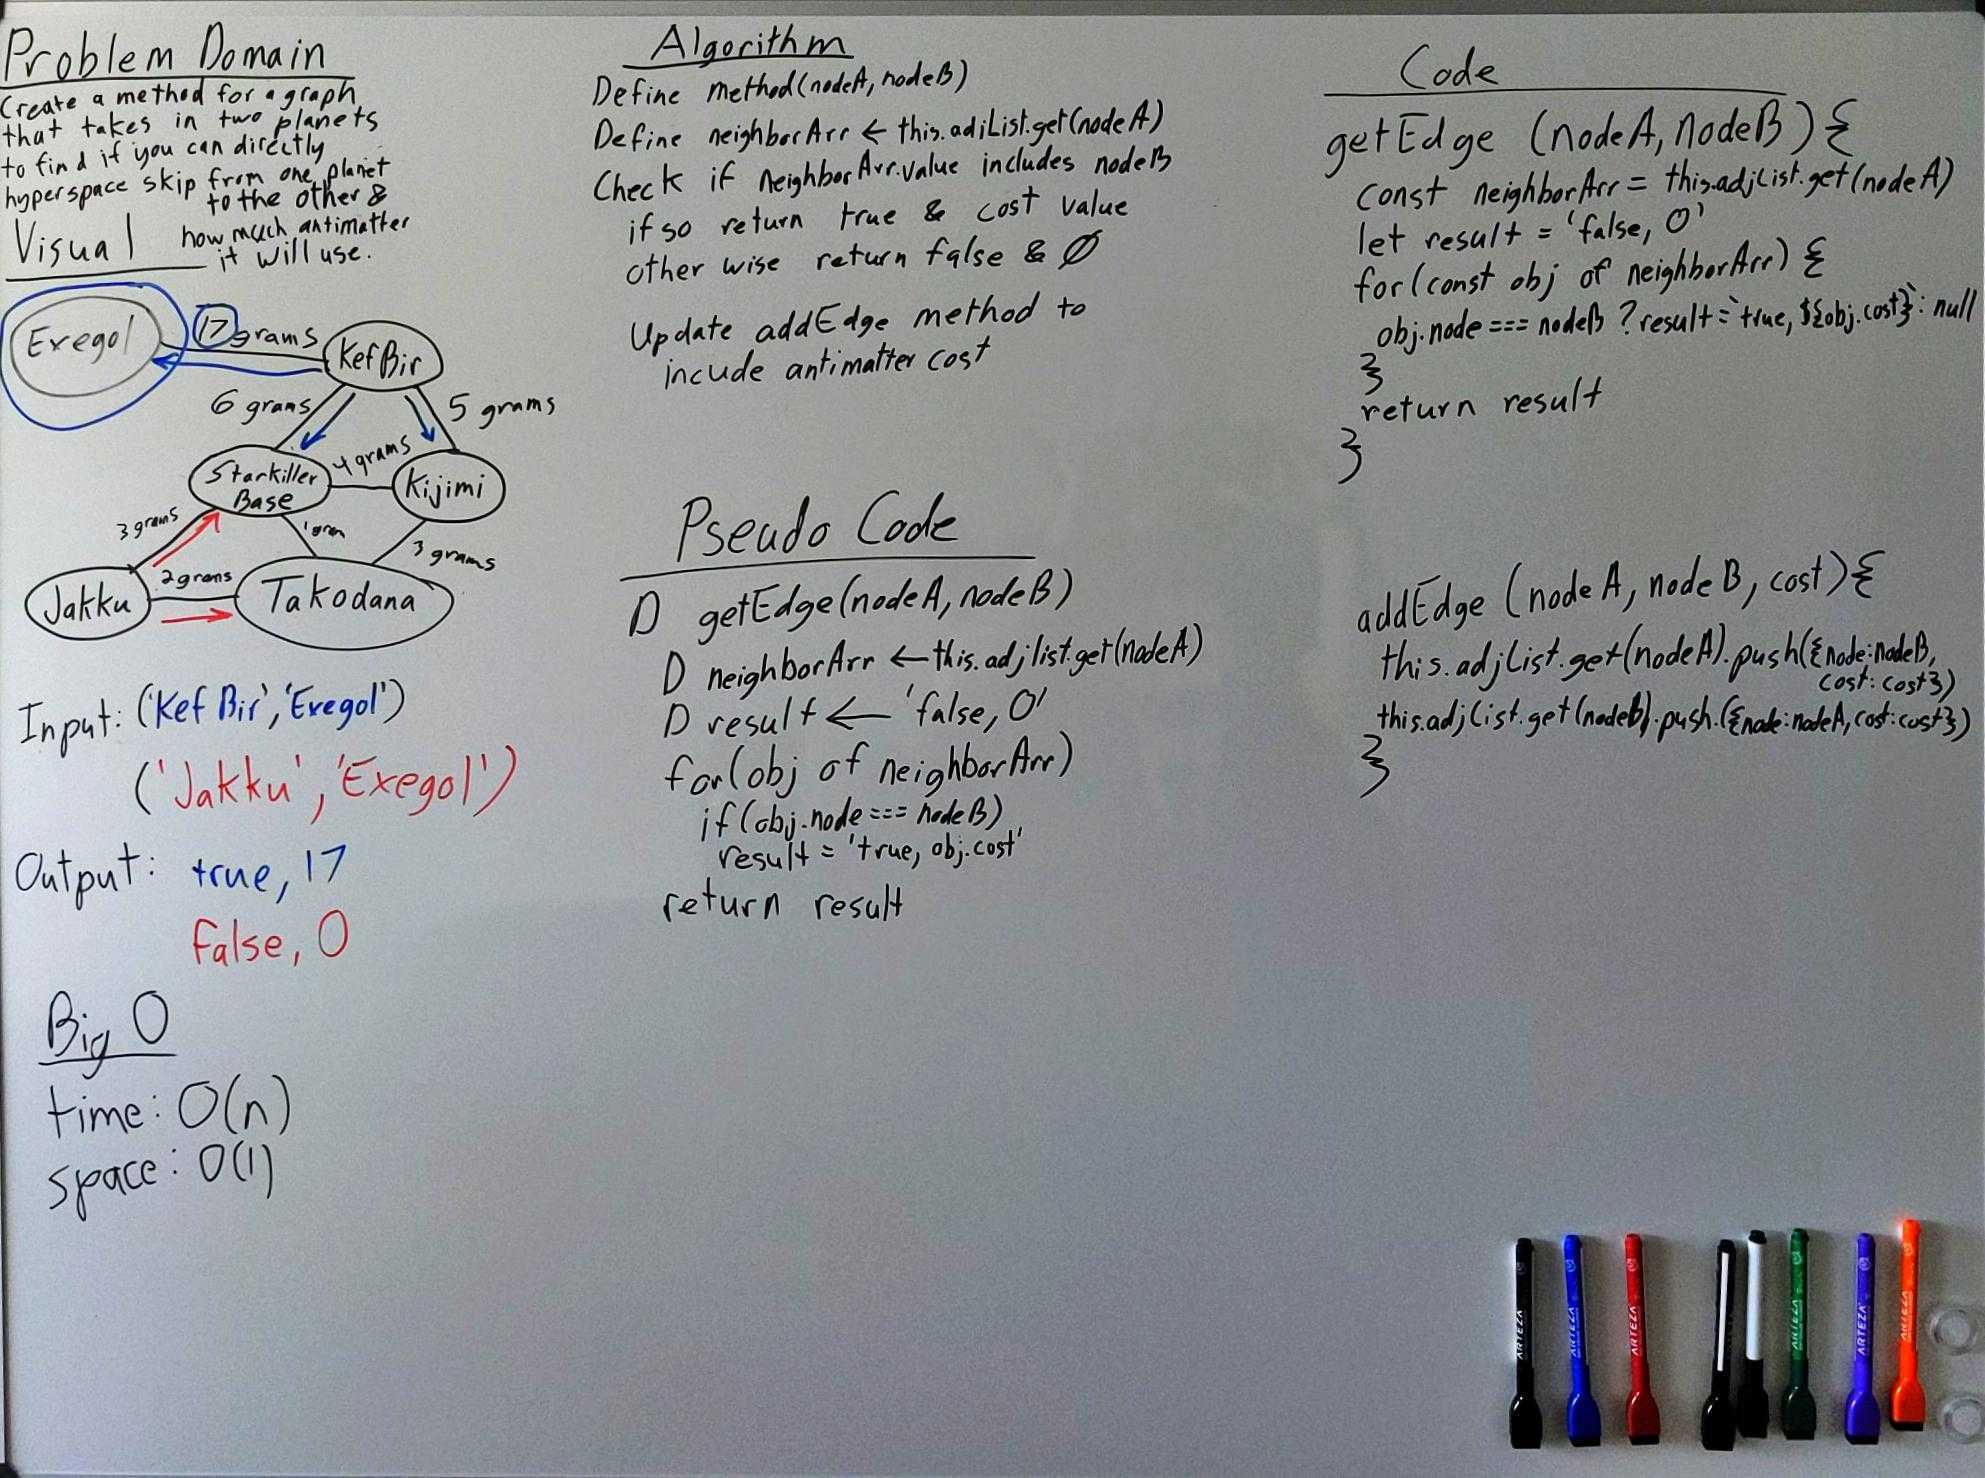 Problem Domain
Create a method for a graph
that takes in two planets
to find if you can directly
hyperspace skip from one planet
to the other &
how much antimatter
it will use.
Visual
Exegol
17 grams
Kef Bir
6 grams
5 grams
Starkiller
Base
4 grams
Kijimi
3 grams
1 gram
3 grams
Jakku
2 grams
Takodana
Input: ('Kef Bir', 'Exegol')
('Jakku', 'Exegol')
Output: true, 17
false, 0
Big O
time: O(n)
space: O(1)
Algorithm
Define method(nodeA, nodeB)
Define neighborArr ← this.adjList.get(nodeA)
Check if neighborArr.value includes nodeB
if so return true & cost value
other wise return false & Ø
Update addEdge method to
incude antimatter cost
Pseudo Code
D getEdge(nodeA, nodeB)
D neighborArr ← this.adjlist.get(nodeA)
D result ← 'false, 0'
for(obj of neighborArr)
if(obj.node === nodeB)
result = 'true, obj.cost'
return result
Code
getEdge (nodeA, nodeB){
const neighborArr = this.adjList.get(nodeA)
let result = 'false, 0'
for(const obj of neighborArr) {
obj.node === nodeB ? result = `true, ${obj.cost}` : null
}
return result
}
addEdge (nodeA, nodeB, cost){
this.adjList.get(nodeA).push({node:nodeB,
cost:cost})
this.adjList.get(nodeB).push.({node:nodeA, cost:cost})
}
ARTEZA
ARTEZA
ARTEZA
ARTEZA
ARTEZA
ARTEZA